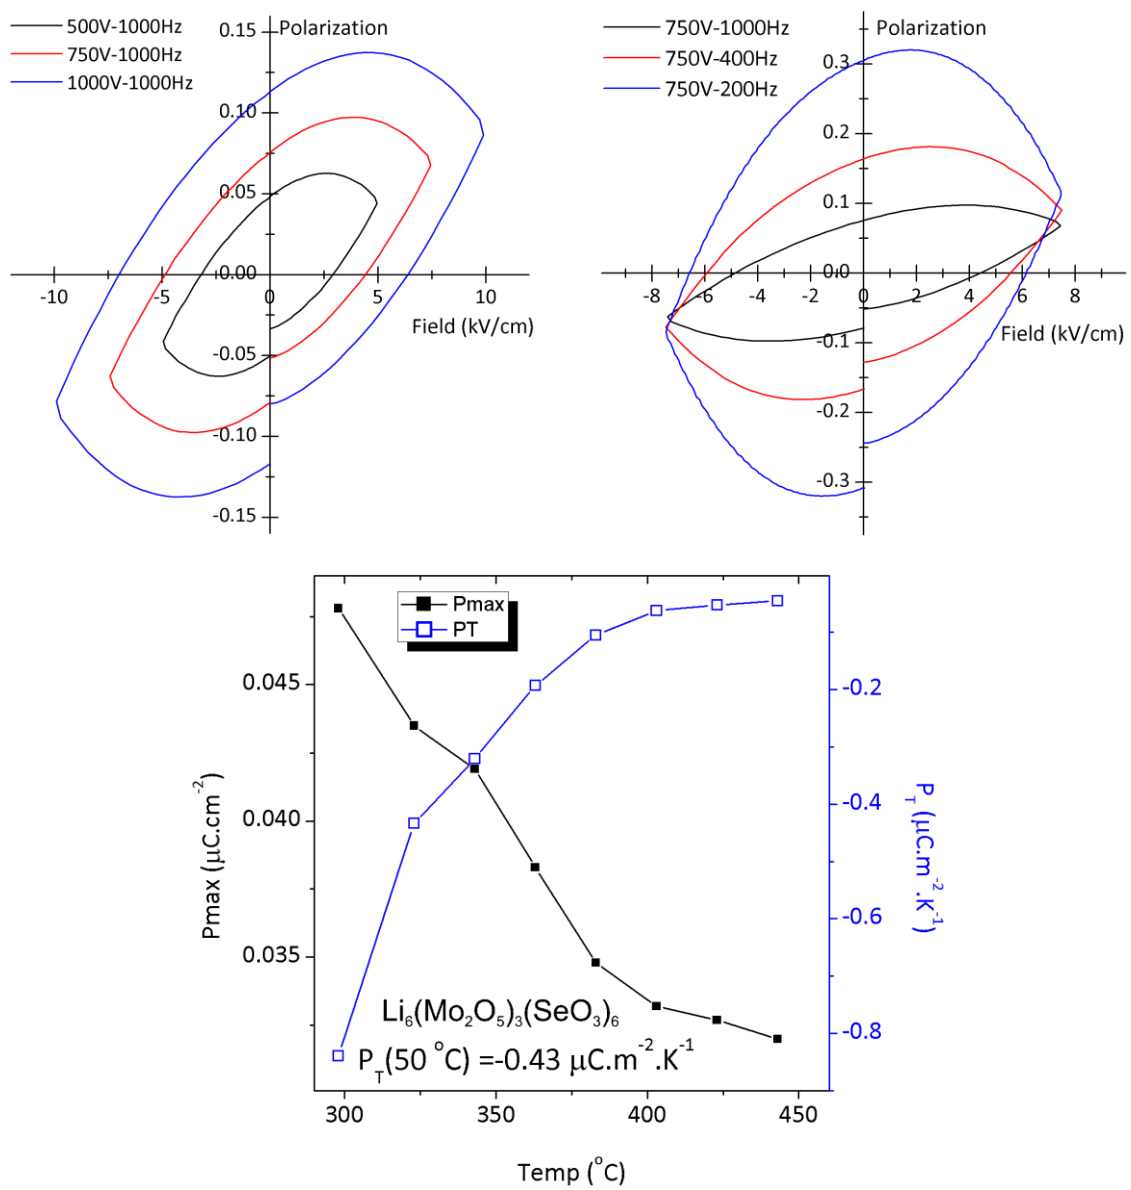 500V-1000Hz
750V-1000Hz
1000V-1000Hz
Polarization
0.15
0.10
0.05
0.00
-0.05
-0.10
-0.15
-10
-5
0
5
10
Field (kV/cm)
750V-1000Hz
750V-400Hz
750V-200Hz
Polarization
0.3
0.2
0.1
0.0
-0.1
-0.2
-0.3
-8
-6
-4
-2
0
2
4
6
8
Field (kV/cm)
Pmax
PT
0.045
0.040
0.035
Pmax (μC.cm⁻²)
-0.2
-0.4
-0.6
-0.8
P_T (μC.m⁻².K⁻¹)
Li₆(Mo₂O₅)₃(SeO₃)₆
P_T(50 °C) =-0.43 μC.m⁻².K⁻¹
300
350
400
450
Temp (°C)